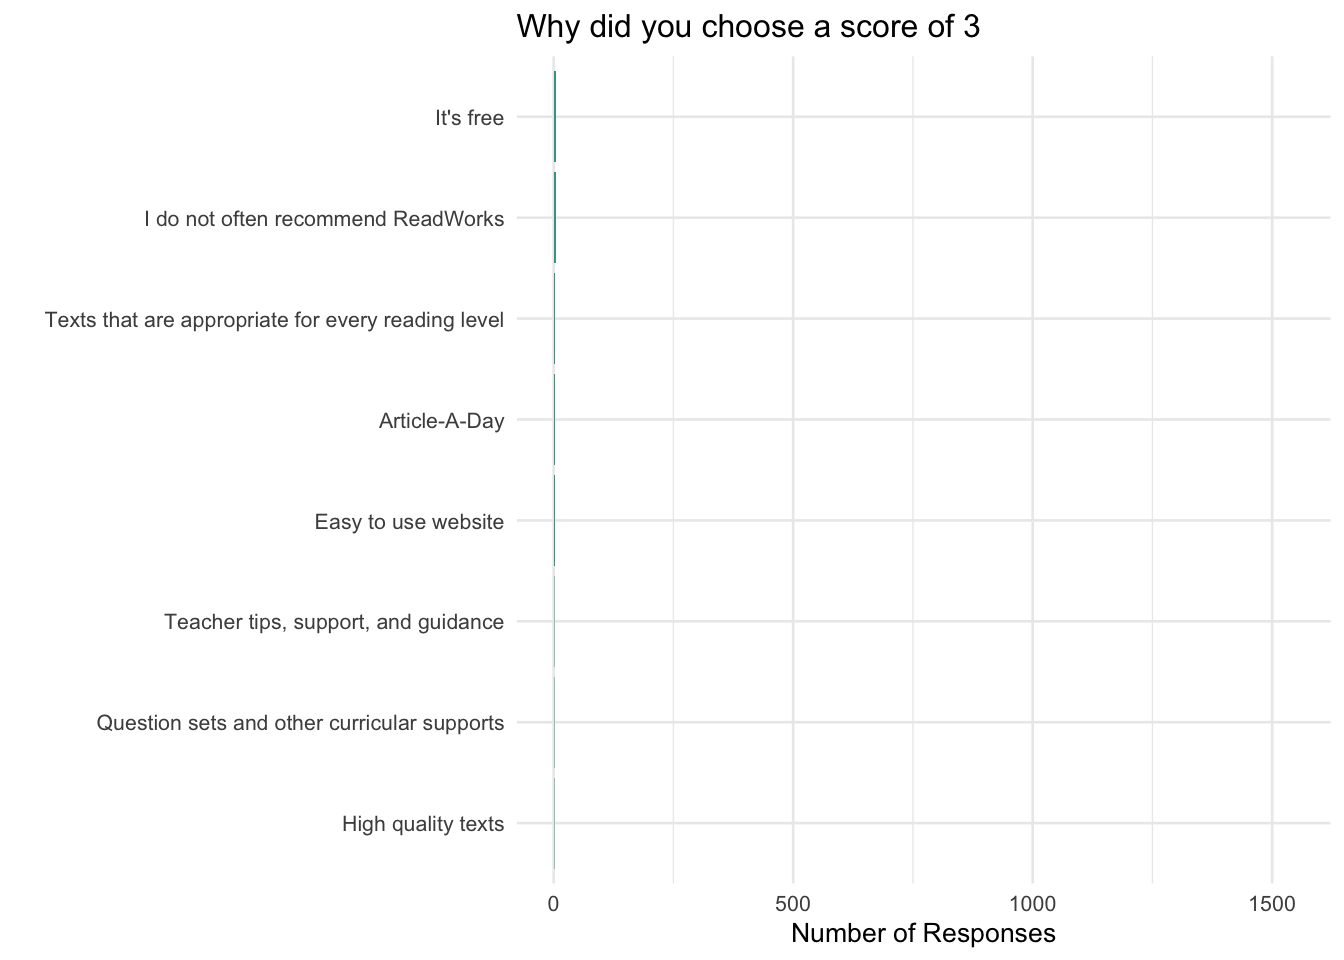 Why did you choose a score of 3
It's free
I do not often recommend ReadWorks
Texts that are appropriate for every reading level
Article-A-Day
Easy to use website
Teacher tips, support, and guidance
Question sets and other curricular supports
High quality texts
0 500 1000 1500
Number of Responses